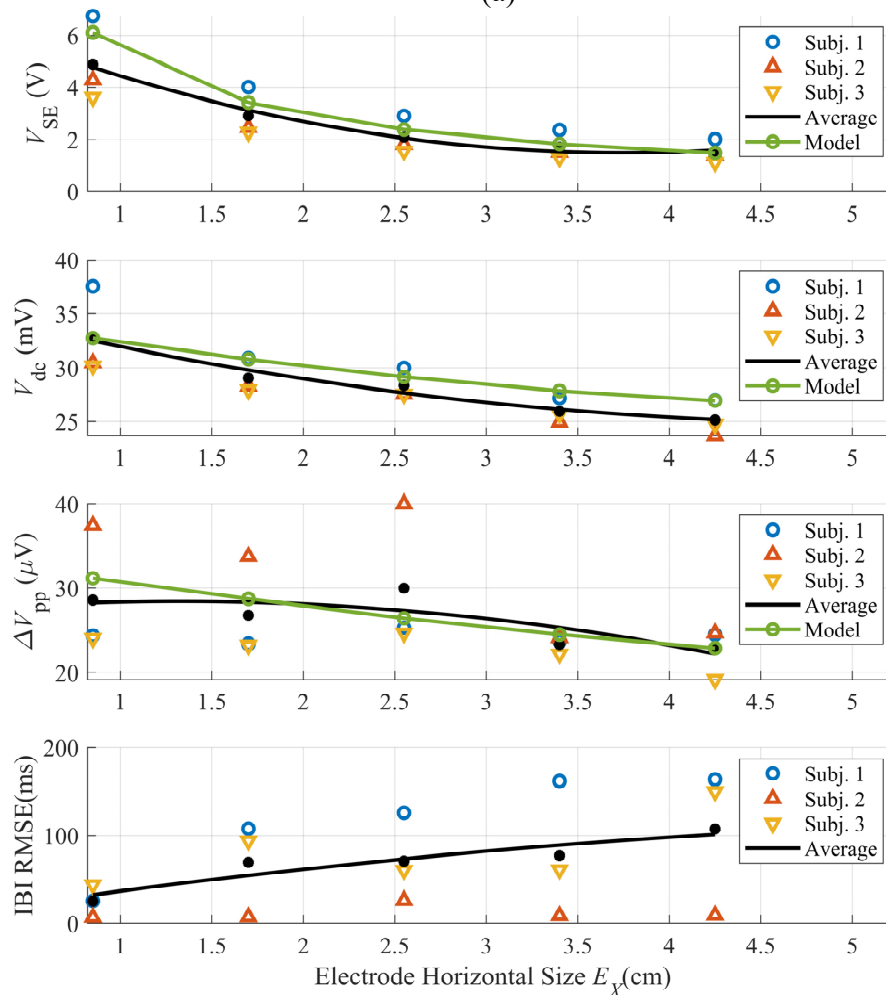 (a)
6
4
2
0
V_SE (V)
1 1.5 2 2.5 3 3.5 4 4.5 5
Subj. 1
Subj. 2
Subj. 3
Average
Model
40
35
30
25
V_dc (mV)
1 1.5 2 2.5 3 3.5 4 4.5 5
Subj. 1
Subj. 2
Subj. 3
Average
Model
40
30
20
ΔV_pp (μV)
1 1.5 2 2.5 3 3.5 4 4.5 5
Subj. 1
Subj. 2
Subj. 3
Average
Model
200
100
0
IBI RMSE(ms)
1 1.5 2 2.5 3 3.5 4 4.5 5
Subj. 1
Subj. 2
Subj. 3
Average
Electrode Horizontal Size E_X(cm)